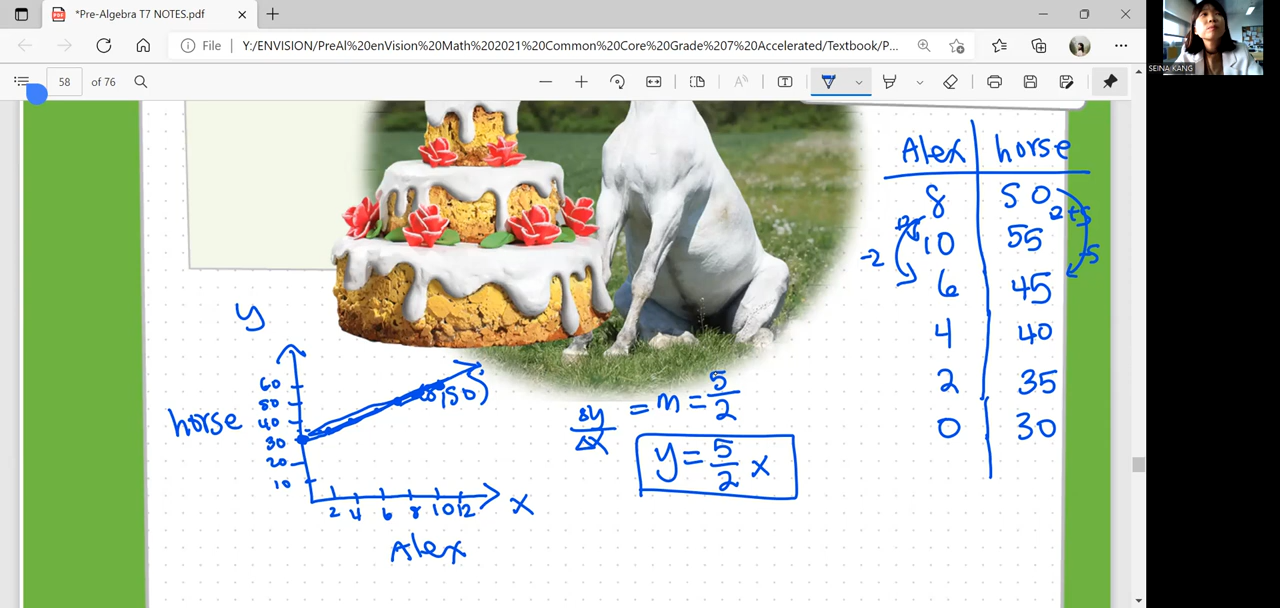 *Pre-Algebra T7 NOTES.pdf
File Y:/ENVISION/PreAl%20enVision%20Math%202021%20Common%20Core%20Grade%207%20Accelerated/Textbook/P...
SEINA KANG
58 of 76
Alex horse
8 50
+5
10 55
-2
-5
6 45
4 40
2 35
0 30
y
60
50
40
30
20
10
horse
2 4 6 8 10 12
x
Alex
(8,50)
Δy/Δx = m = 5/2
y = 5/2 x